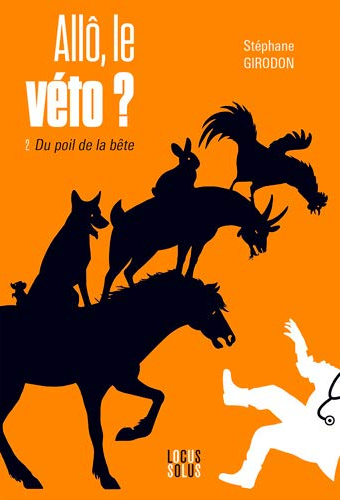 Allô, le
véto ?
2 Du poil de la bête
Stéphane
GIRODON
LOCUS
SOLUS